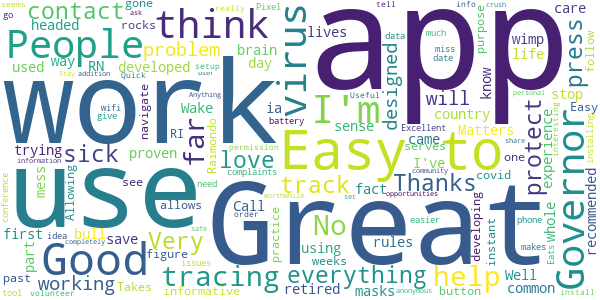 work
app
use
Great
Easy to
Good
Governor
People
think
I'm
virus
tracing
everything
help
Thanks
track
Very
No
sick
far
love
contact
problem
press
will
protect
designed
working
mess
bull
part
headed
rocks
gone
way
RN
developed
brain
day
used
go
seems
ask
really
Pixel
lives
tell
info
crush
purpose
wimp
much
miss
date
data
care
life
follow
stop
Easy
know
country
Matters
came
serves
I've
one
covid
sense
ia
battery
Wake
navigate
setup
user
Anything
Useful
Quick
addition
Stay
wifi
give
trying
proven
RI
Raimondo
permission
complaints
need
see
allows
fact
Excellent
share
community
opportunities
easier
phone
makes
developing
instant
Well
common
button
rules
using
weeks
retired
masks
anonymous
informative
practice
Call
order
figure
issues
safe
save
Takes
idea
first
past
tool
volunteer
completely
conference
information
Allowing
worthwhile
set
experience
Whole
Eats
interesting
installing
recommended
install
personal